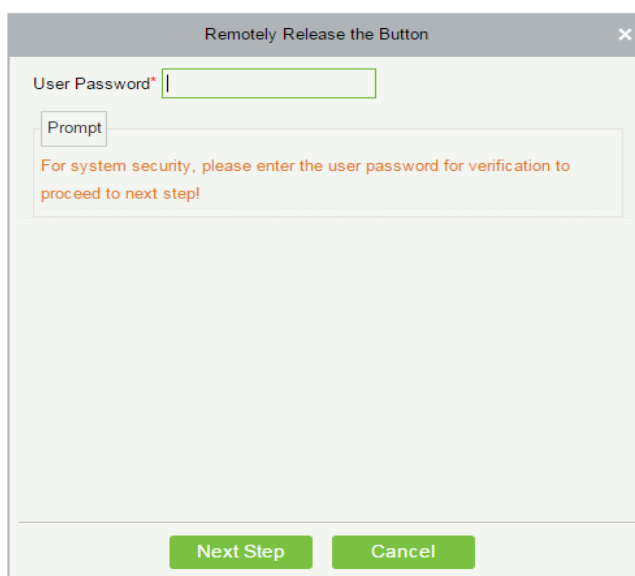 Remotely Release the Button ×
User Password*
Prompt
For system security, please enter the user password for verification to
proceed to next step!
Next Step Cancel